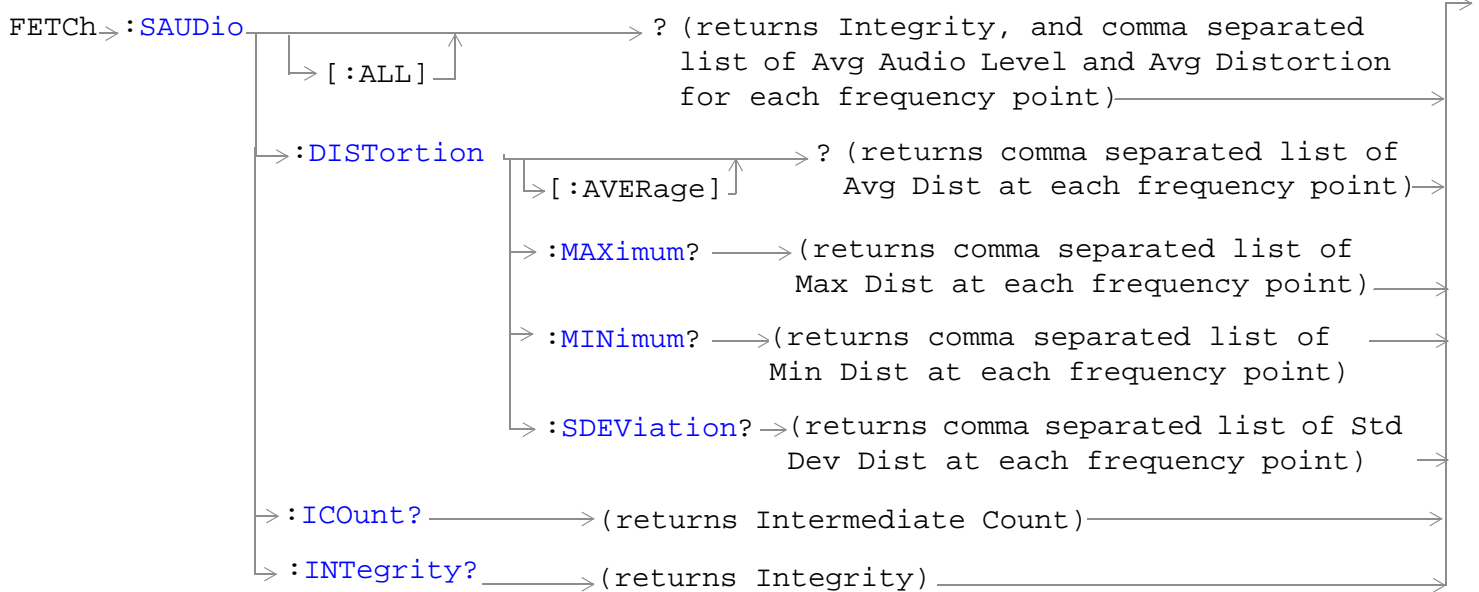 FETCh :SAUDio ? (returns Integrity, and comma separated
[:ALL] list of Avg Audio Level and Avg Distortion
for each frequency point)
:DISTortion ? (returns comma separated list of
[:AVERage] Avg Dist at each frequency point)
:MAXimum? (returns comma separated list of
Max Dist at each frequency point)
:MINimum? (returns comma separated list of
Min Dist at each frequency point)
:SDEViation? (returns comma separated list of Std
Dev Dist at each frequency point)
:ICOunt? (returns Intermediate Count)
:INTegrity? (returns Integrity)